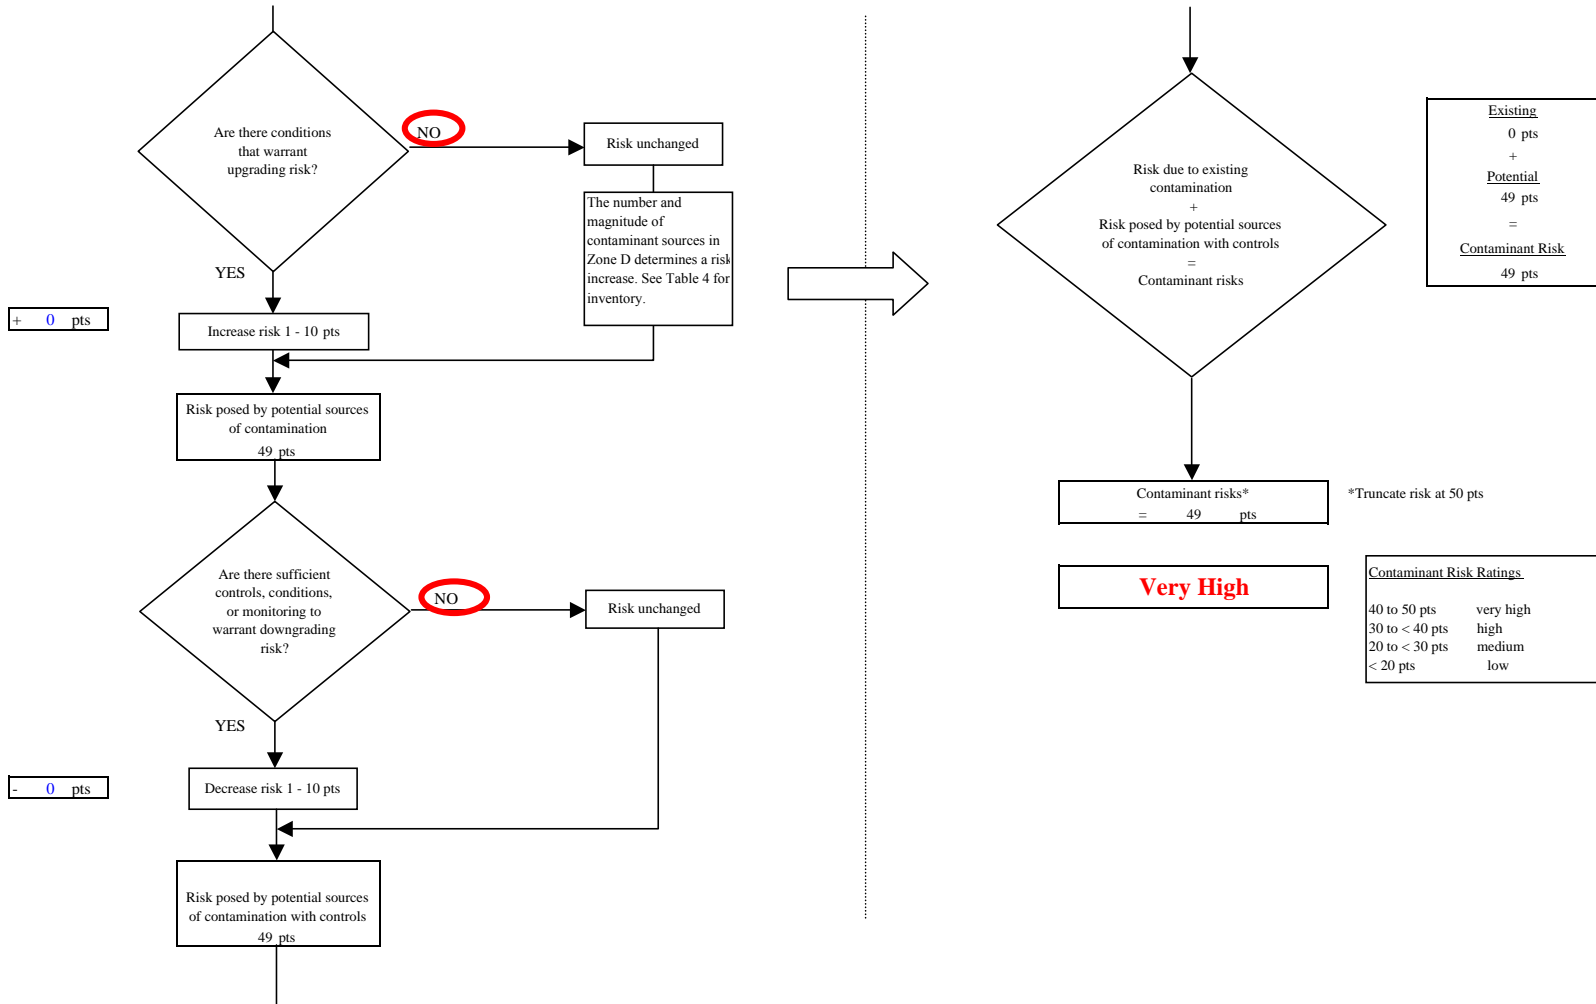 Are there conditions
that warrant
upgrading risk?
NO
Risk unchanged
The number and
magnitude of
contaminant sources in
Zone D determines a risk
increase. See Table 4 for
inventory.
YES
+ 0 pts
Increase risk 1 - 10 pts
Risk posed by potential sources
of contamination
49 pts
Are there sufficient
controls, conditions,
or monitoring to
warrant downgrading
risk?
NO
Risk unchanged
YES
- 0 pts
Decrease risk 1 - 10 pts
Risk posed by potential sources
of contamination with controls
49 pts
Risk due to existing
contamination
+
Risk posed by potential sources
of contamination with controls
=
Contaminant risks
Existing
0 pts
+
Potential
49 pts
=
Contaminant Risk
49 pts
Contaminant risks*
= 49 pts
*Truncate risk at 50 pts
Very High
Contaminant Risk Ratings
40 to 50 pts very high
30 to < 40 pts high
20 to < 30 pts medium
< 20 pts low